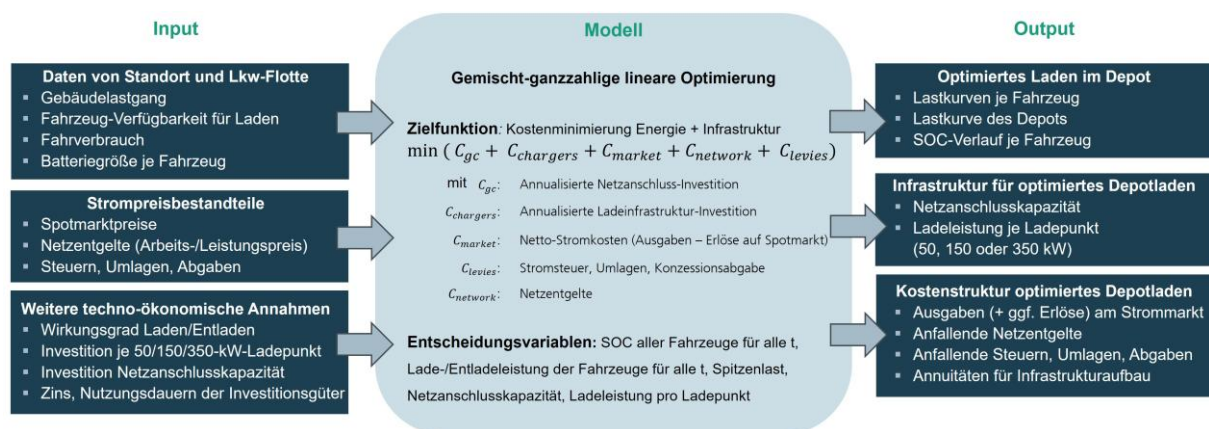 Input
Daten von Standort und Lkw-Flotte
▪ Gebäudelastgang
▪ Fahrzeug-Verfügbarkeit für Laden
▪ Fahrverbrauch
▪ Batteriegröße je Fahrzeug
Strompreisbestandteile
▪ Spotmarktpreise
▪ Netzentgelte (Arbeits-/Leistungspreis)
▪ Steuern, Umlagen, Abgaben
Weitere techno-ökonomische Annahmen
▪ Wirkungsgrad Laden/Entladen
▪ Investition je 50/150/350-kW-Ladepunkt
▪ Investition Netzanschlusskapazität
▪ Zins, Nutzungsdauern der Investitionsgüter
Modell
Gemischt-ganzzahlige lineare Optimierung
Zielfunktion: Kostenminimierung Energie + Infrastruktur
min ( C_gc + C_chargers + C_market + C_network + C_levies)
mit C_gc: Annualisierte Netzanschluss-Investition
C_chargers: Annualisierte Ladeinfrastruktur-Investition
C_market: Netto-Stromkosten (Ausgaben – Erlöse auf Spotmarkt)
C_levies: Stromsteuer, Umlagen, Konzessionsabgabe
C_network: Netzentgelte
Entscheidungsvariablen: SOC aller Fahrzeuge für alle t,
Lade-/Entladeleistung der Fahrzeuge für alle t, Spitzenlast,
Netzanschlusskapazität, Ladeleistung pro Ladepunkt
Output
Optimiertes Laden im Depot
▪ Lastkurven je Fahrzeug
▪ Lastkurve des Depots
▪ SOC-Verlauf je Fahrzeug
Infrastruktur für optimiertes Depotladen
▪ Netzanschlusskapazität
▪ Ladeleistung je Ladepunkt
(50, 150 oder 350 kW)
Kostenstruktur optimiertes Depotladen
▪ Ausgaben (+ ggf. Erlöse) am Strommarkt
▪ Anfallende Netzentgelte
▪ Anfallende Steuern, Umlagen, Abgaben
▪ Annuitäten für Infrastrukturaufbau